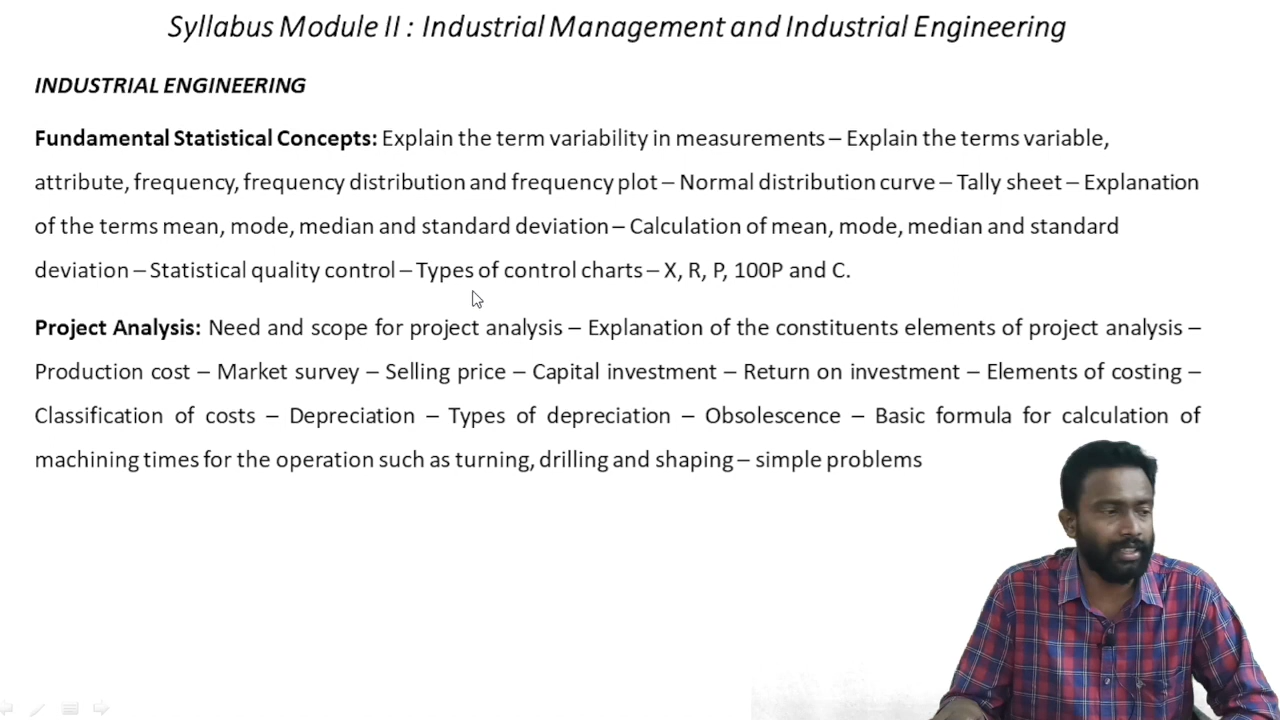 Syllabus Module II : Industrial Management and Industrial Engineering
INDUSTRIAL ENGINEERING
Fundamental Statistical Concepts: Explain the term variability in measurements – Explain the terms variable,
attribute, frequency, frequency distribution and frequency plot – Normal distribution curve – Tally sheet – Explanation
of the terms mean, mode, median and standard deviation – Calculation of mean, mode, median and standard
deviation – Statistical quality control – Types of control charts – X, R, P, 100P and C.
Project Analysis: Need and scope for project analysis – Explanation of the constituents elements of project analysis –
Production cost – Market survey – Selling price – Capital investment – Return on investment – Elements of costing –
Classification of costs – Depreciation – Types of depreciation – Obsolescence – Basic formula for calculation of
machining times for the operation such as turning, drilling and shaping – simple problems